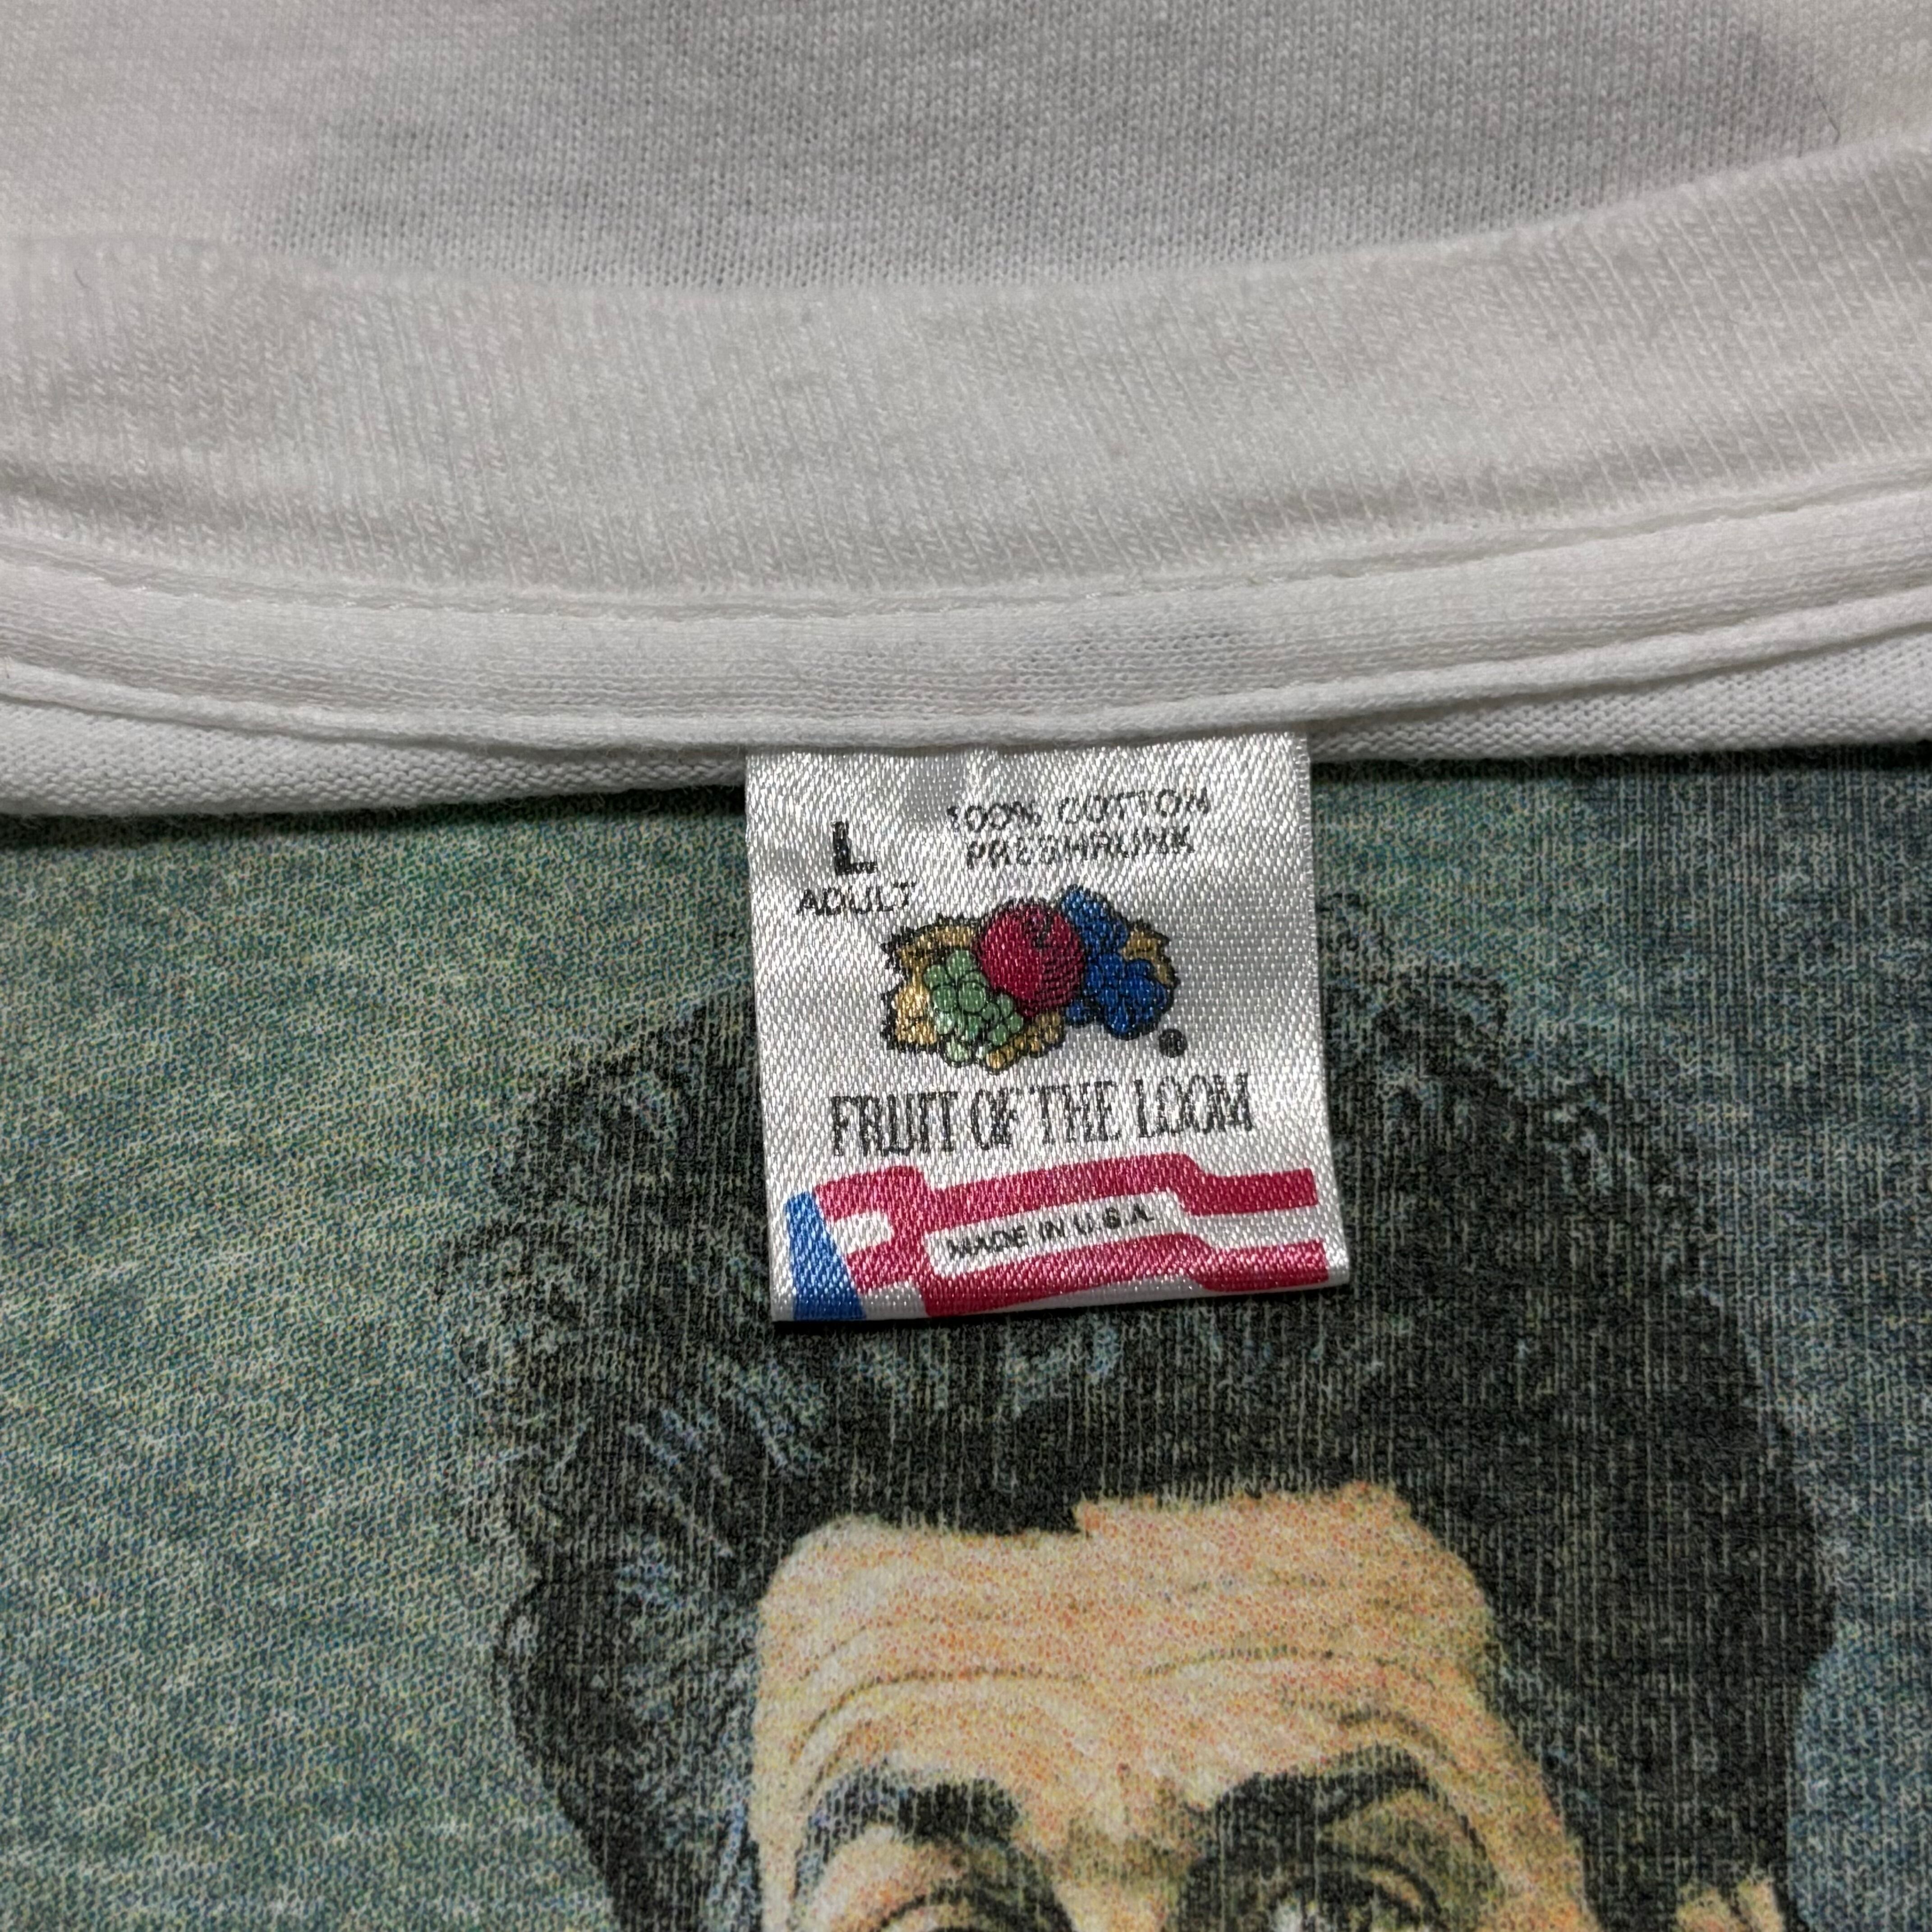 100% COTTON
PRESHRUNK
L
ADULT
FRUIT OF THE LOOM
MADE IN U.S.A.